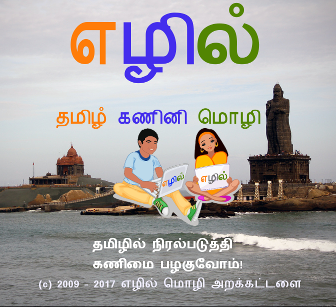 எழில்
தமிழ் கணினி மொழி
எழில் எழில்
தமிழில் நிரல்படுத்தி
கணிமை பழகுவோம்!
(c) 2009 - 2017 எழில் மொழி அறக்கட்டளை